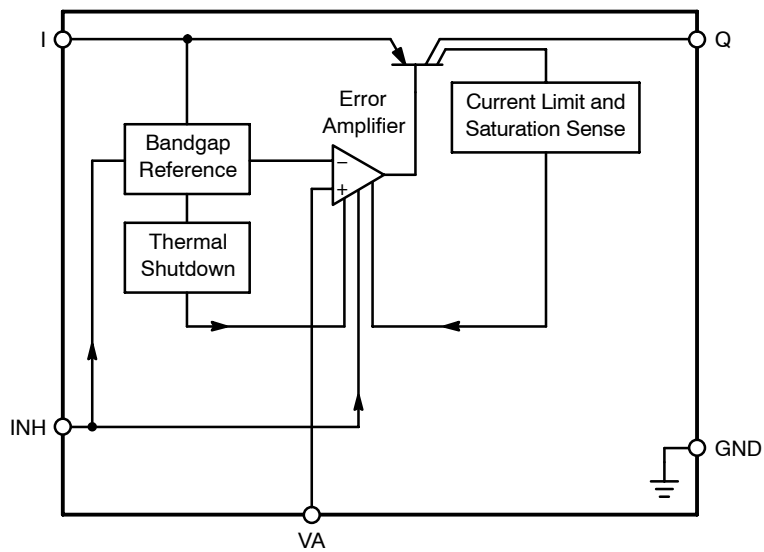 I
Q
Error
Amplifier
Current Limit and
Saturation Sense
Bandgap
Reference
−
+
Thermal
Shutdown
INH
GND
VA